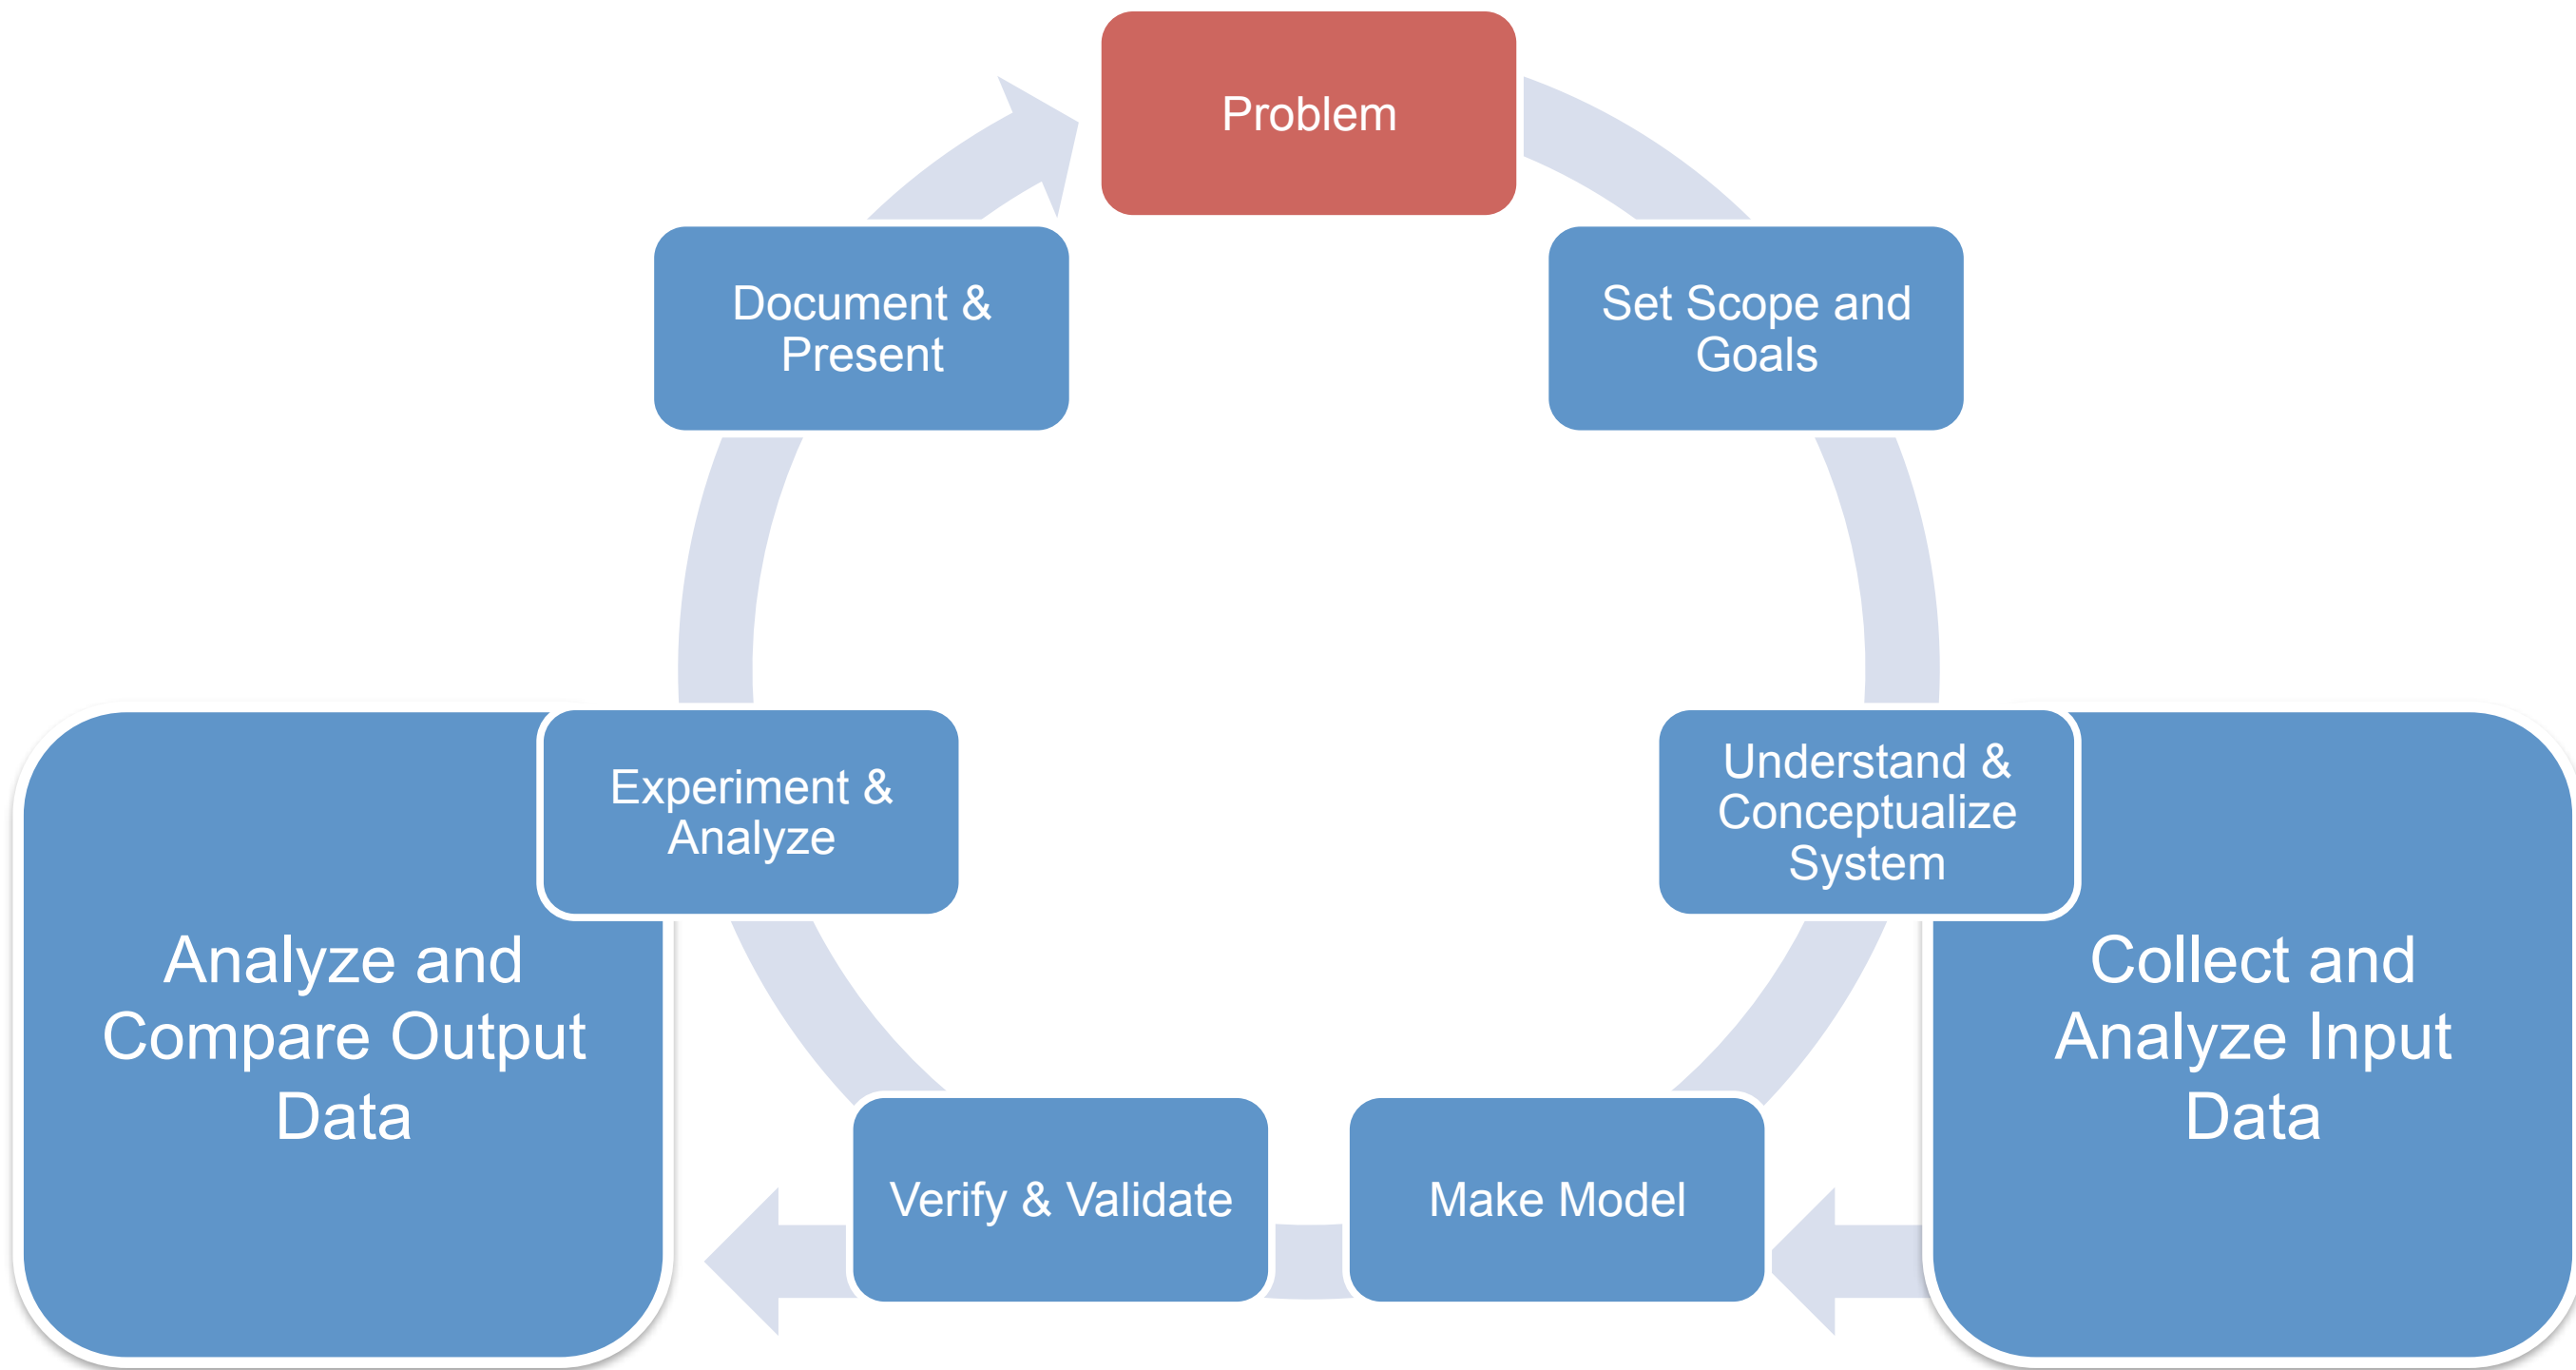 Problem
Set Scope and
Goals
Understand &
Conceptualize
System
Collect and
Analyze Input
Data
Make Model
Verify & Validate
Analyze and
Compare Output
Data
Experiment &
Analyze
Document &
Present